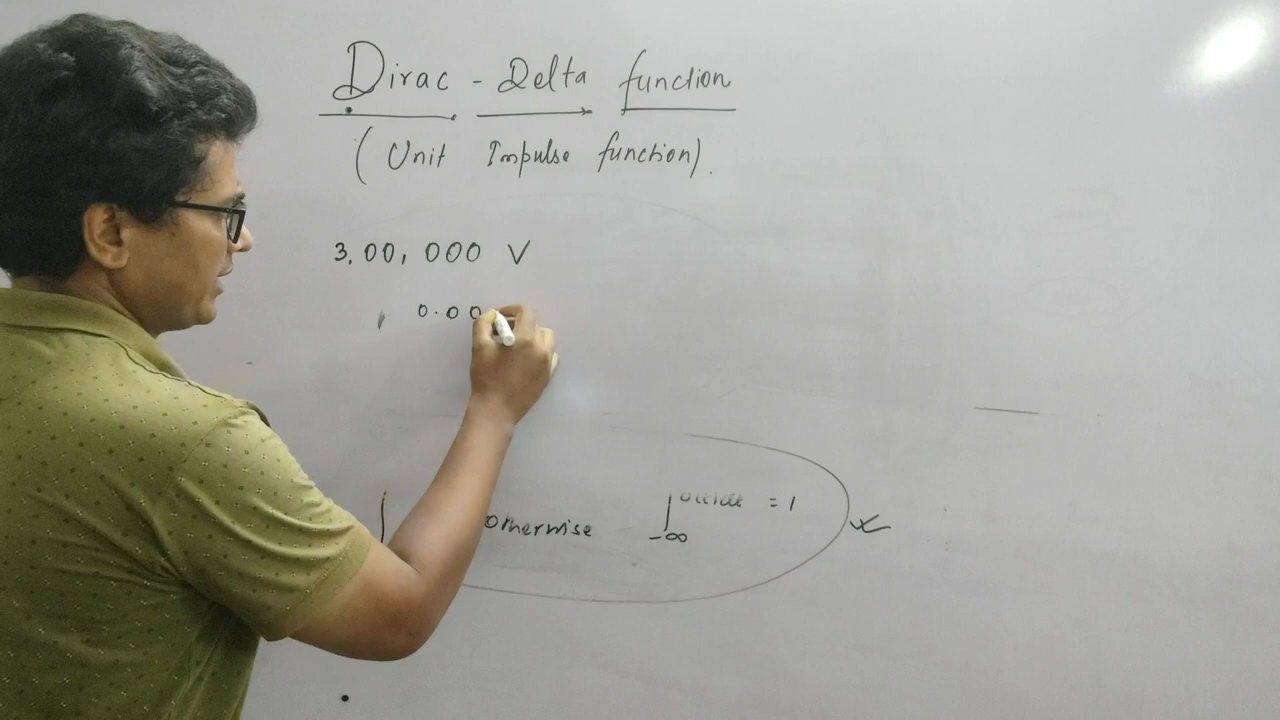 Dirac - Delta function
(Unit Impulse function).
3,00,000 V
0.00
otherwise = 1
-∞